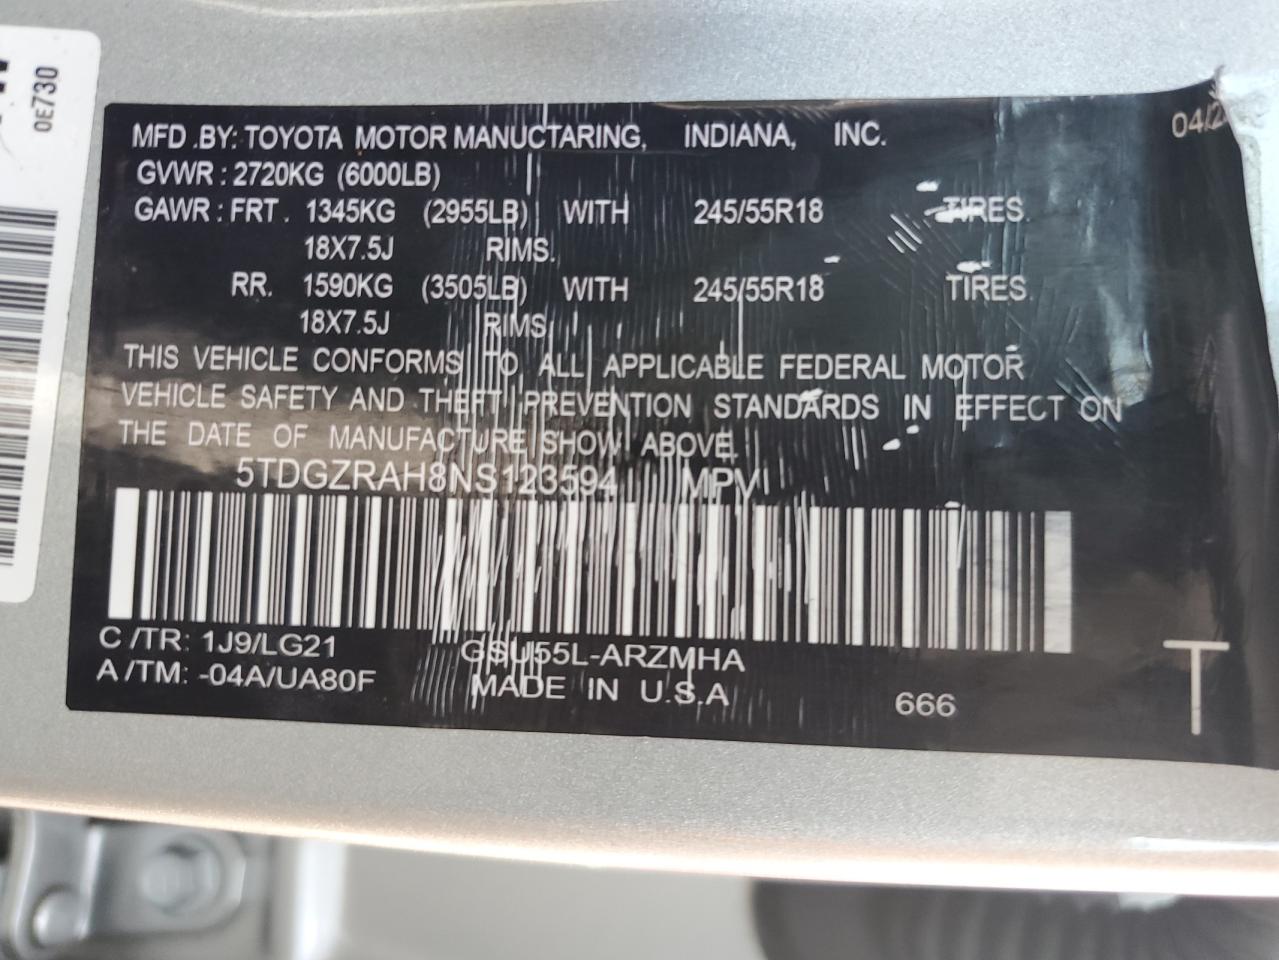 0E730
04/2
MFD.BY: TOYOTA MOTOR MANUCTARING, INDIANA, INC.
GVWR : 2720KG (6000LB)
GAWR : FRT. 1345KG (2955LB) WITH 245/55R18 TIRES.
18X7.5J RIMS.
RR. 1590KG (3505LB) WITH 245/55R18 TIRES.
18X7.5J RIMS.
THIS VEHICLE CONFORMS TO ALL APPLICABLE FEDERAL MOTOR
VEHICLE SAFETY AND THEFT PREVENTION STANDARDS IN EFFECT ON
THE DATE OF MANUFACTURE SHOW ABOVE.
5TDGZRAH8NS123594 MPV
C /TR: 1J9/LG21 GSU55L-ARZMHA
A /TM: -04A/UA80F MADE IN U.S.A
666 T